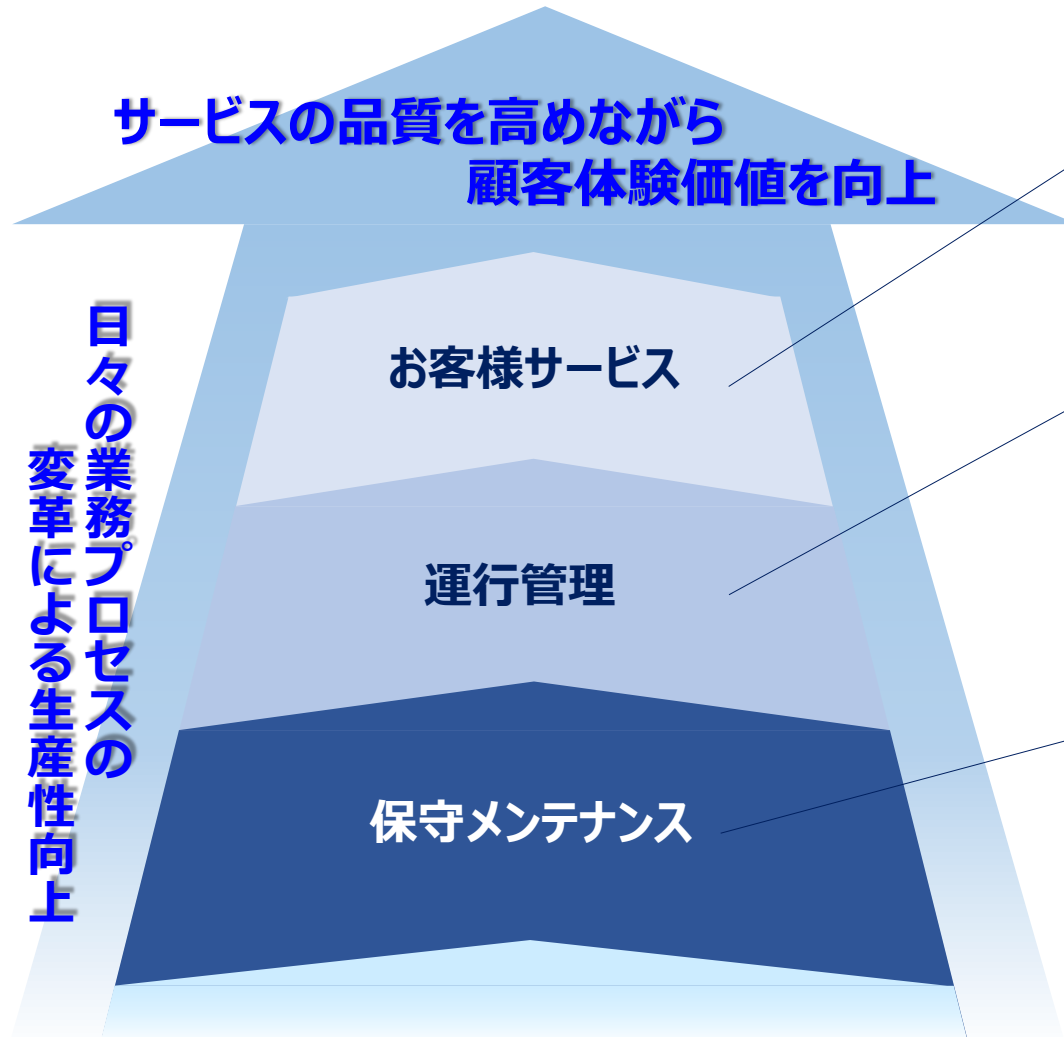 サービスの品質を高めながら
顧客体験価値を向上
日々の業務プロセスの
変革による生産性向上
お客様サービス
運行管理
保守メンテナンス